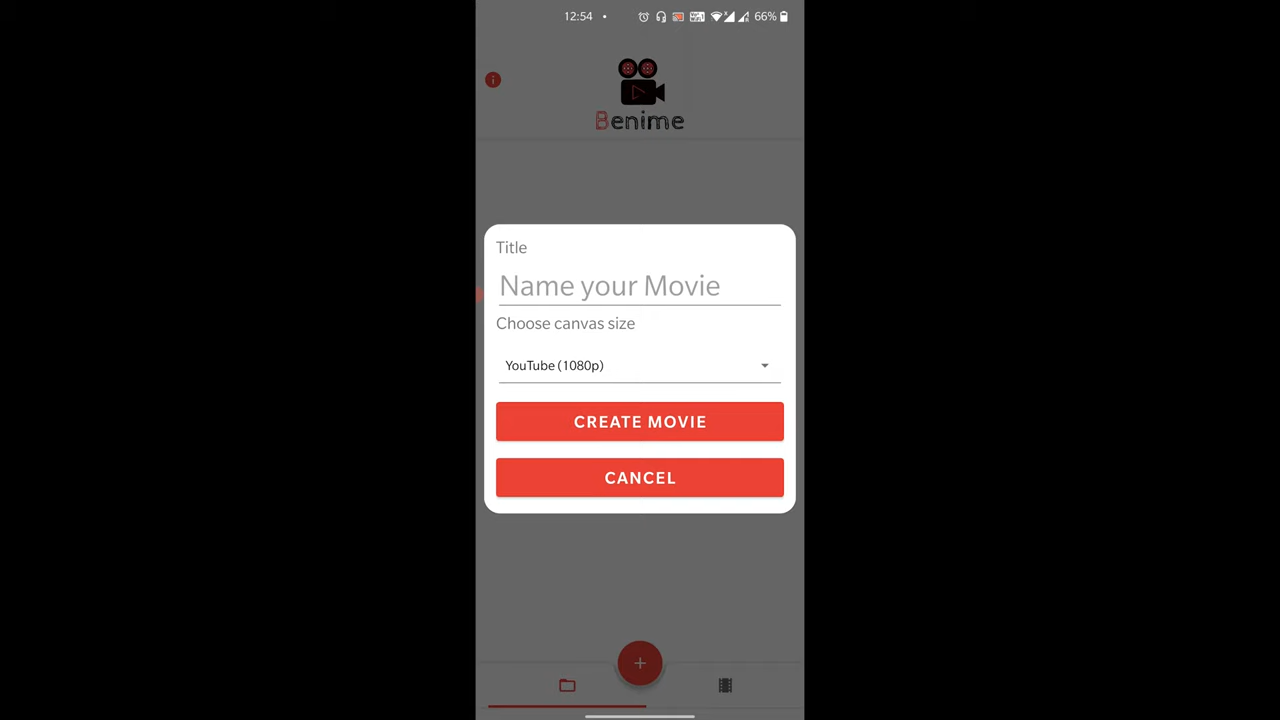 12:54
66%
Benime
Title
Name your Movie
Choose canvas size
YouTube (1080p)
CREATE MOVIE
CANCEL